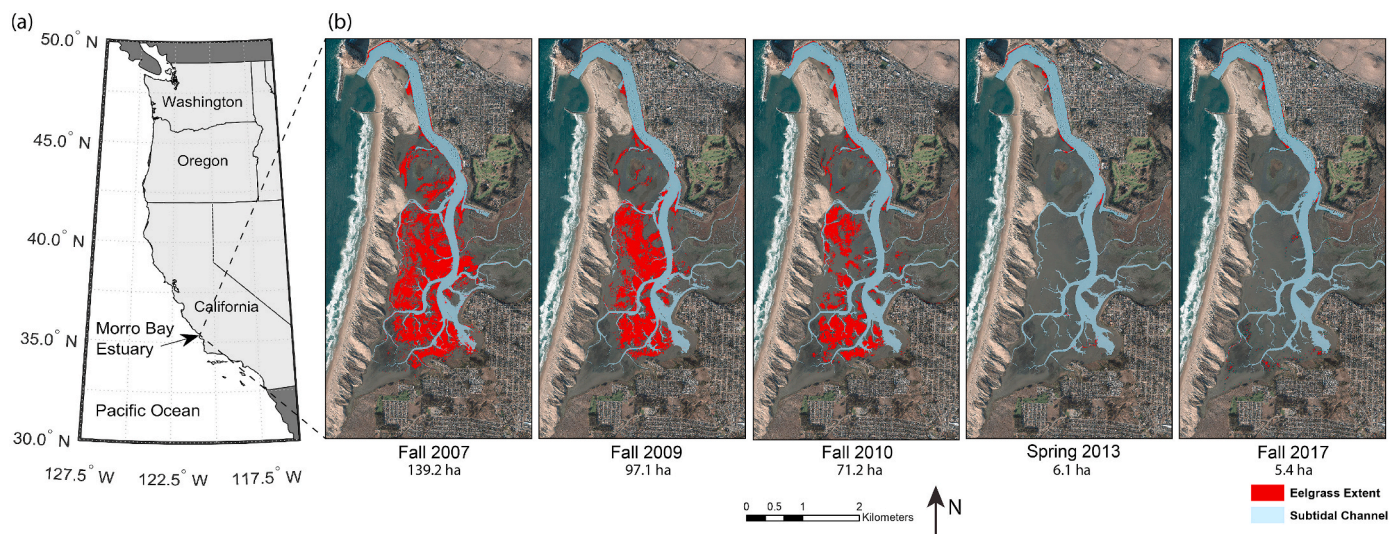 (a)
50.0° N
45.0° N
40.0° N
35.0° N
30.0° N
127.5° W
122.5° W
117.5° W
Washington
Oregon
California
Morro Bay
Estuary
Pacific Ocean
(b)
Fall 2007
139.2 ha
Fall 2009
97.1 ha
Fall 2010
71.2 ha
Spring 2013
6.1 ha
Fall 2017
5.4 ha
0 0.5 1 2
Kilometers
N
Eelgrass Extent
Subtidal Channel